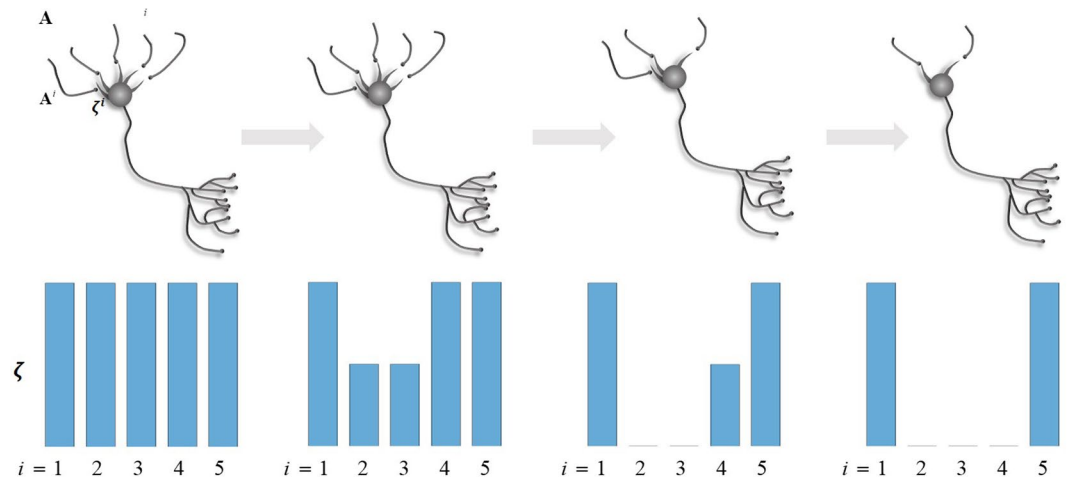 A i
A^i ζ^i
ζ
i = 1 2 3 4 5 i = 1 2 3 4 5 i = 1 2 3 4 5 i = 1 2 3 4 5